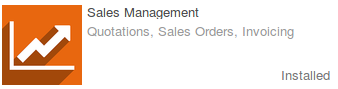 Sales Management
Quotations, Sales Orders, Invoicing
Installed